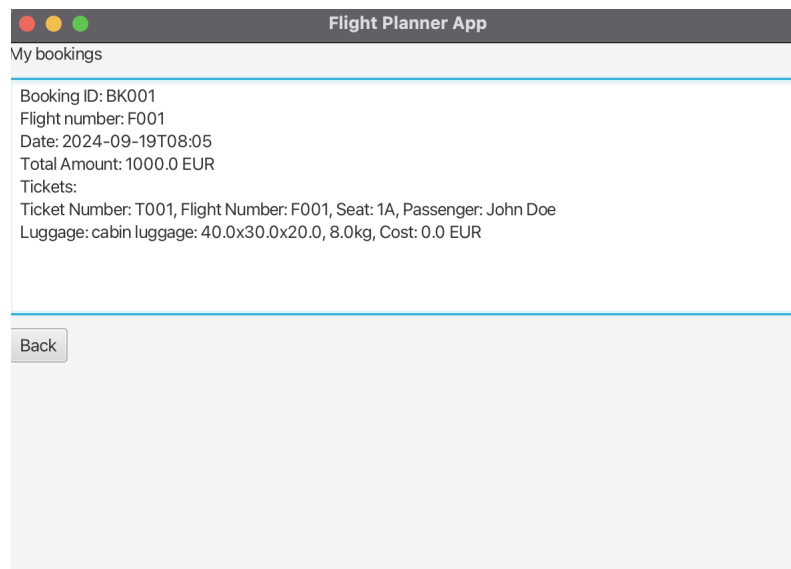 Flight Planner App
My bookings
Booking ID: BK001
Flight number: F001
Date: 2024-09-19T08:05
Total Amount: 1000.0 EUR
Tickets:
Ticket Number: T001, Flight Number: F001, Seat: 1A, Passenger: John Doe
Luggage: cabin luggage: 40.0x30.0x20.0, 8.0kg, Cost: 0.0 EUR
Back